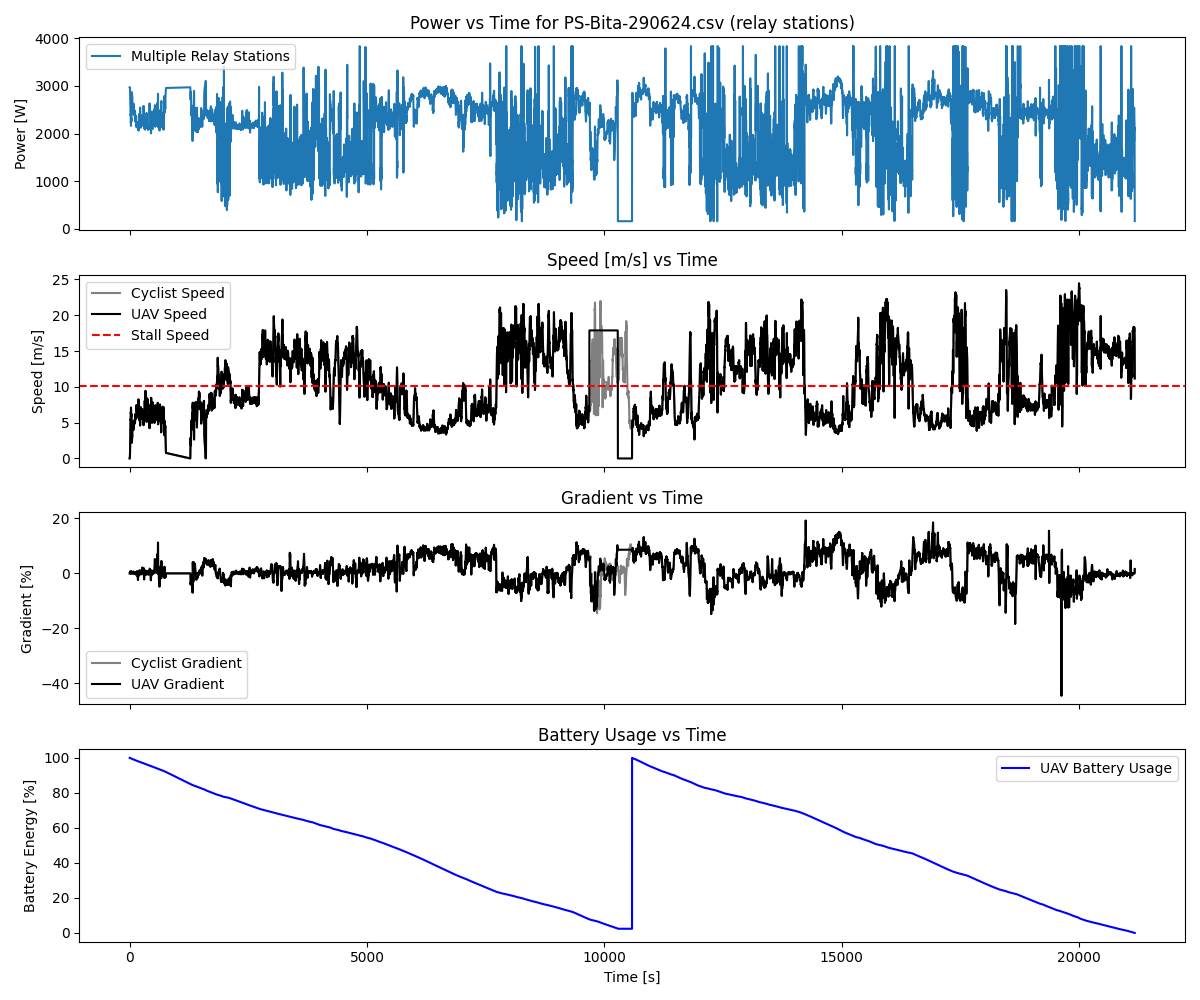 Power vs Time for PS-Bita-290624.csv (relay stations)
4000
3000
2000
1000
0
Power [W]
Multiple Relay Stations
Speed [m/s] vs Time
25
20
15
10
5
0
Speed [m/s]
Cyclist Speed
UAV Speed
Stall Speed
Gradient vs Time
20
0
−20
−40
Gradient [%]
Cyclist Gradient
UAV Gradient
Battery Usage vs Time
100
80
60
40
20
0
Battery Energy [%]
UAV Battery Usage
0 5000 10000 15000 20000
Time [s]